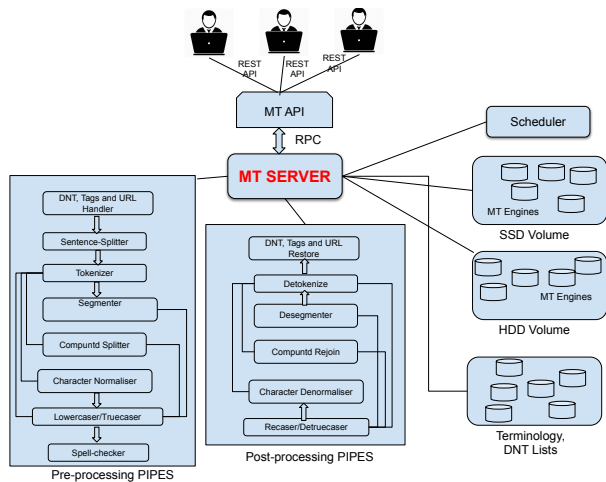 REST
API
REST
API
REST
API
MT API
RPC
MT SERVER
Scheduler
MT Engines
SSD Volume
MT Engines
HDD Volume
Terminology,
DNT Lists
DNT, Tags and URL
Handler
Sentence-Splitter
Tokenizer
Segmenter
Compuntd Splitter
Character Normaliser
Lowercaser/Truecaser
Spell-checker
Pre-processing PIPES
DNT, Tags and URL
Restore
Detokenize
Desegmenter
Compuntd Rejoin
Character Denormaliser
Recaser/Detruecaser
Post-processing PIPES